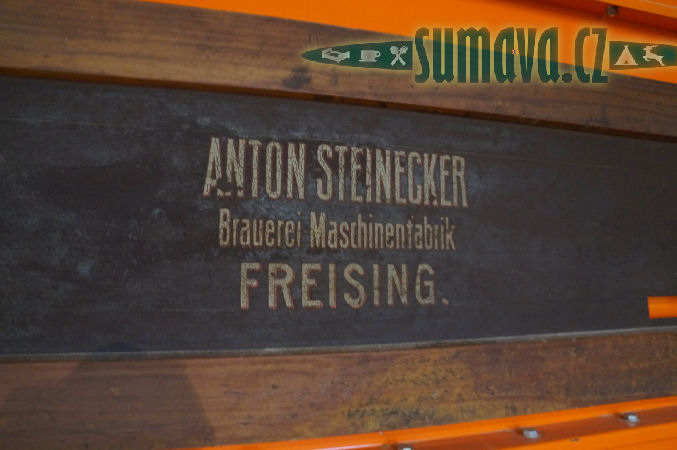 sumava.cz
ANTON STEINECKER
Brauerei-Maschinenfabrik
FREISING.